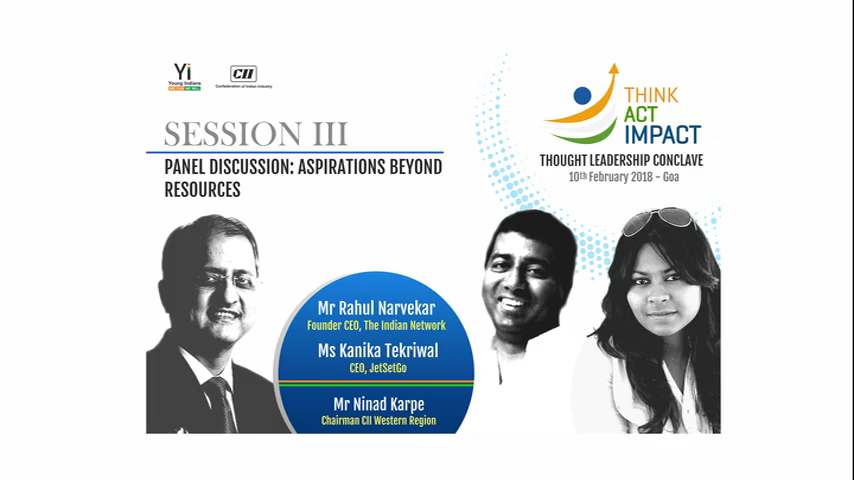 Yi
Young Indians
CII
Confederation of Indian Industry
SESSION III
PANEL DISCUSSION: ASPIRATIONS BEYOND
RESOURCES
THINK
ACT
IMPACT
THOUGHT LEADERSHIP CONCLAVE
10th February 2018 - Goa
Mr Rahul Narvekar
Founder CEO, The Indian Network
Ms Kanika Tekriwal
CEO, JetSetGo
Mr Ninad Karpe
Chairman CII Western Region